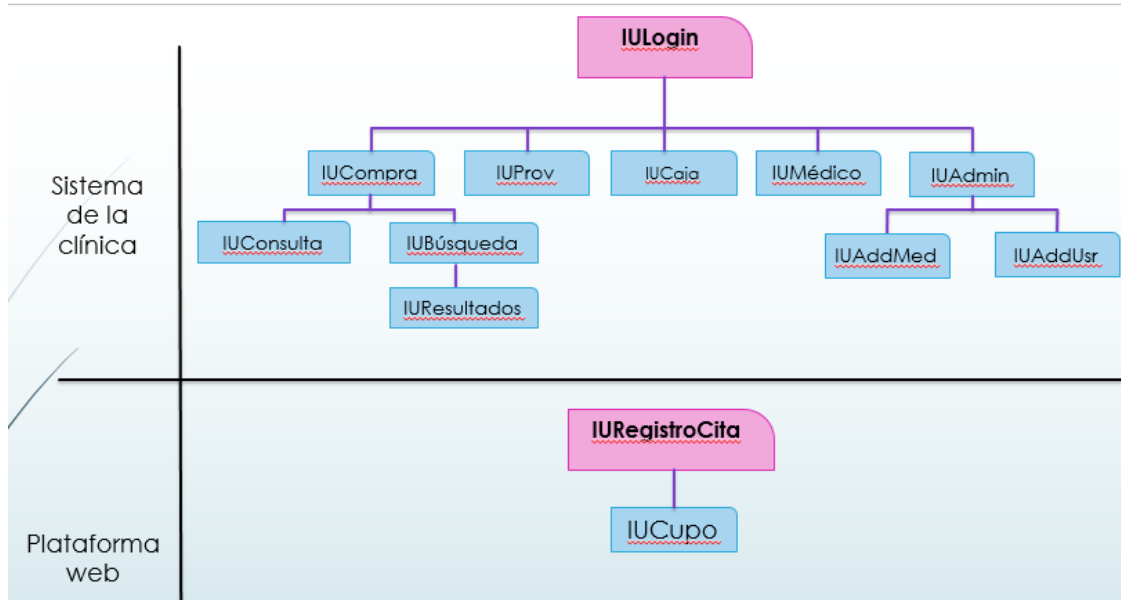 IULogin
IUCompra
IUProv
IUCaja
IUMédico
IUAdmin
Sistema
de la
clínica
IUConsulta
IUBúsqueda
IUAddMed
IUAddUsr
IUResultados
IURegistroCita
IUCupo
Plataforma
web